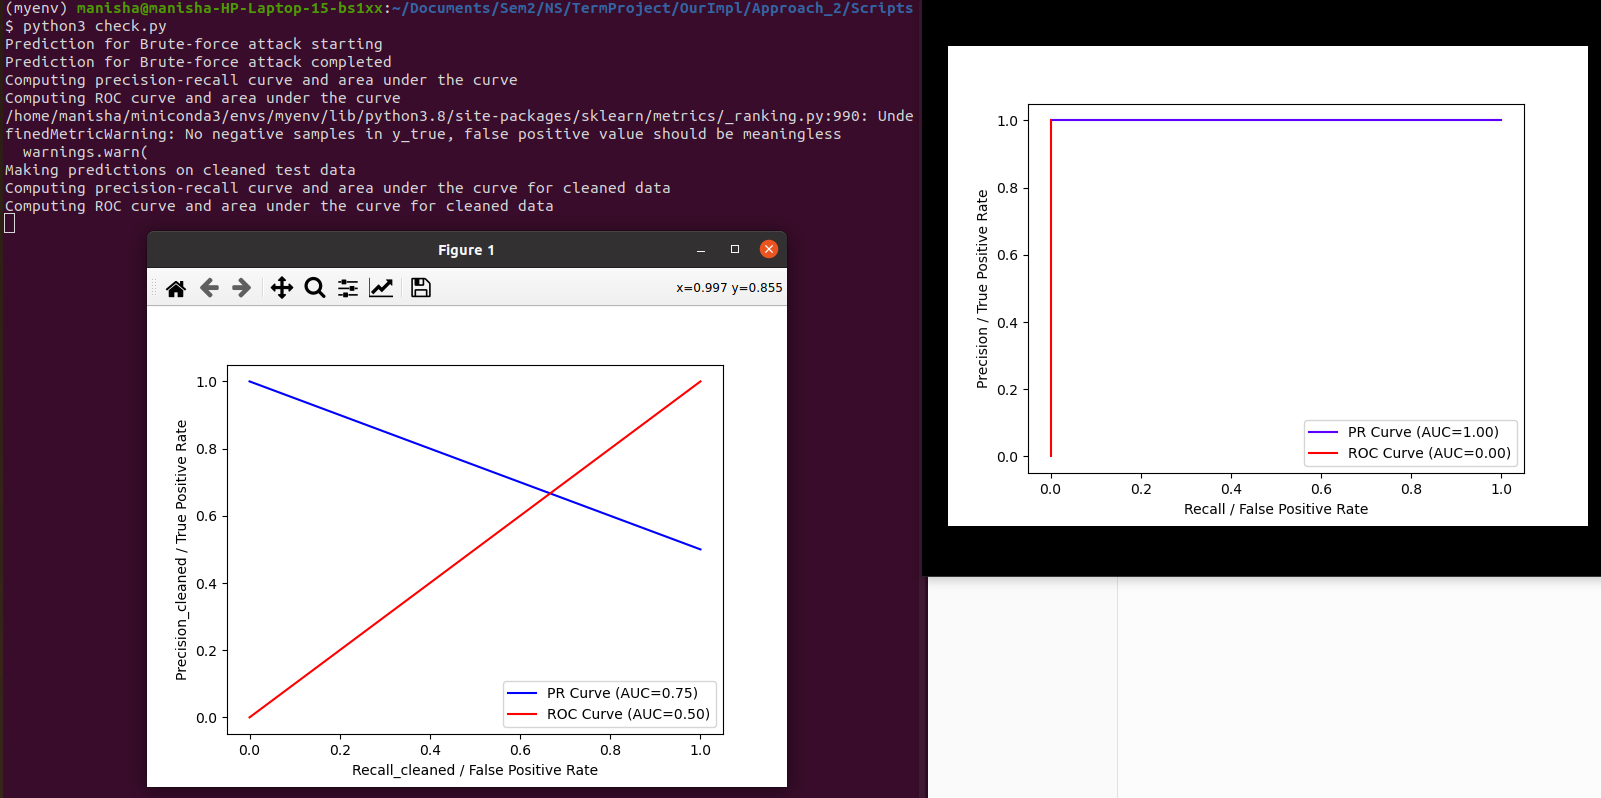 (myenv) manisha@manisha-HP-Laptop-15-bs1xx:~/Documents/Sem2/NS/TermProject/OurImpl/Approach_2/Scripts
$ python3 check.py
Prediction for Brute-force attack starting
Prediction for Brute-force attack completed
Computing precision-recall curve and area under the curve
Computing ROC curve and area under the curve
/home/manisha/miniconda3/envs/myenv/lib/python3.8/site-packages/sklearn/metrics/_ranking.py:990: Unde
finedMetricWarning: No negative samples in y_true, false positive value should be meaningless
  warnings.warn(
Making predictions on cleaned test data
Computing precision-recall curve and area under the curve for cleaned data
Computing ROC curve and area under the curve for cleaned data
Figure 1
x=0.997 y=0.855
Precision_cleaned / True Positive Rate
1.0
0.8
0.6
0.4
0.2
0.0
PR Curve (AUC=0.75)
ROC Curve (AUC=0.50)
0.0 0.2 0.4 0.6 0.8 1.0
Recall_cleaned / False Positive Rate
Precision / True Positive Rate
1.0
0.8
0.6
0.4
0.2
0.0
PR Curve (AUC=1.00)
ROC Curve (AUC=0.00)
0.0 0.2 0.4 0.6 0.8 1.0
Recall / False Positive Rate